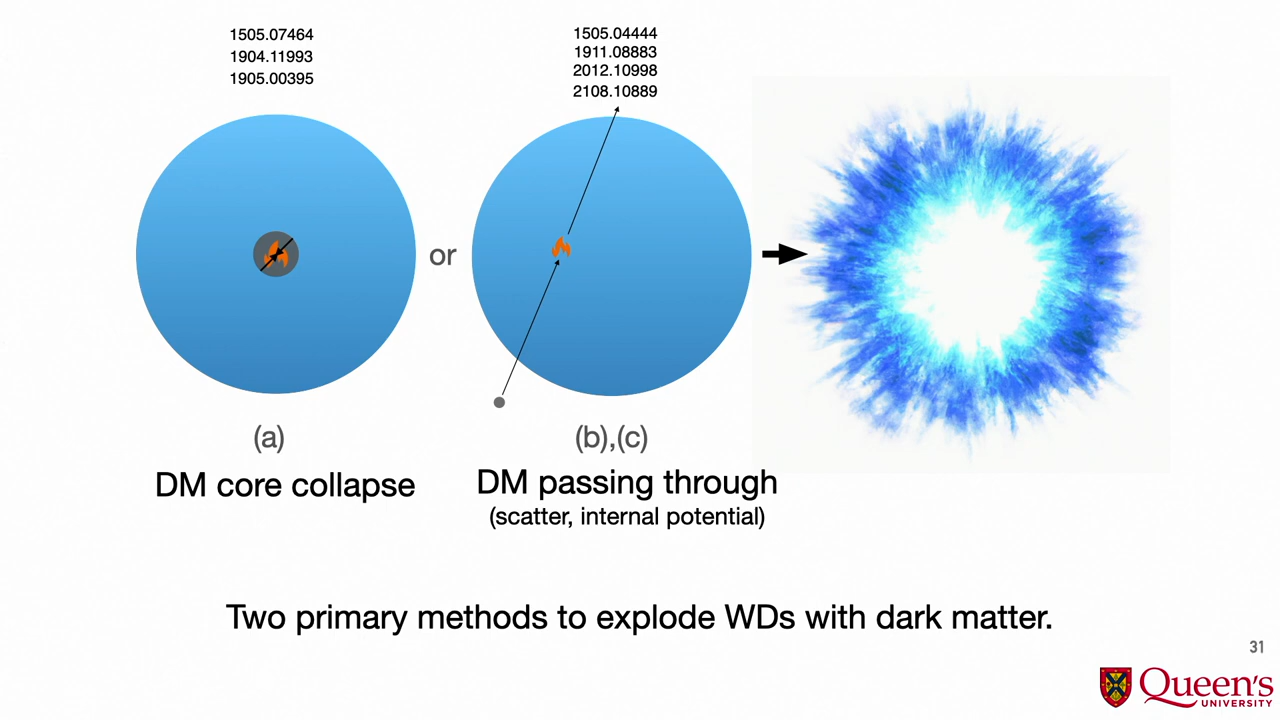 1505.07464
1904.11993
1905.00395
1505.04444
1911.08883
2012.10998
2108.10889
or
(a)
DM core collapse
(b),(c)
DM passing through
(scatter, internal potential)
Two primary methods to explode WDs with dark matter.
31
Queen's
UNIVERSITY